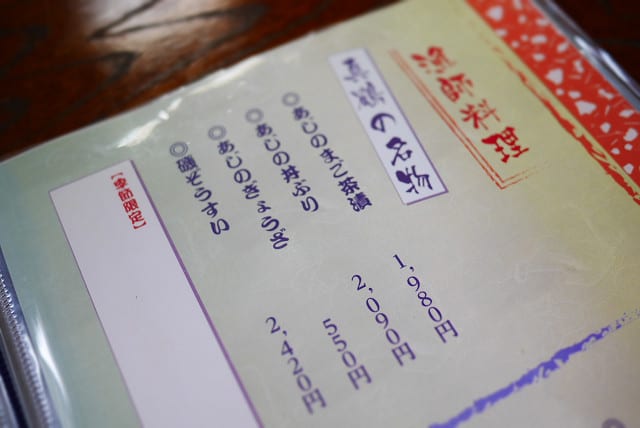 漁師料理
真鶴の名物
◎あじのまご茶漬 1,980円
◎あじの丼ぶり 2,090円
◎あじのぎょうざ 550円
◎磯ぞうすい 2,420円
【季節限定】